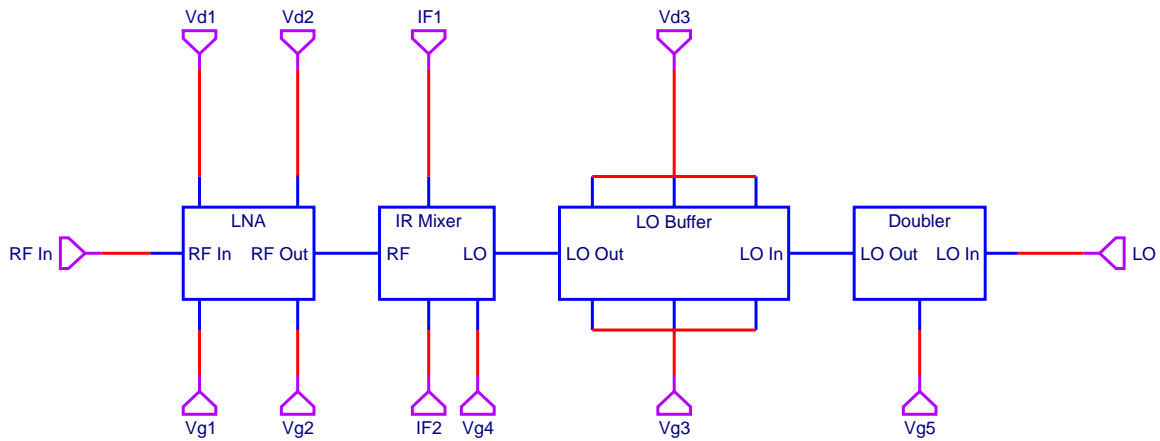 Vd1
Vd2
IF1
Vd3
LNA
IR Mixer
LO Buffer
Doubler
RF In
RF In
RF Out
RF
LO
LO Out
LO In
LO Out
LO In
LO
Vg1
Vg2
IF2
Vg4
Vg3
Vg5